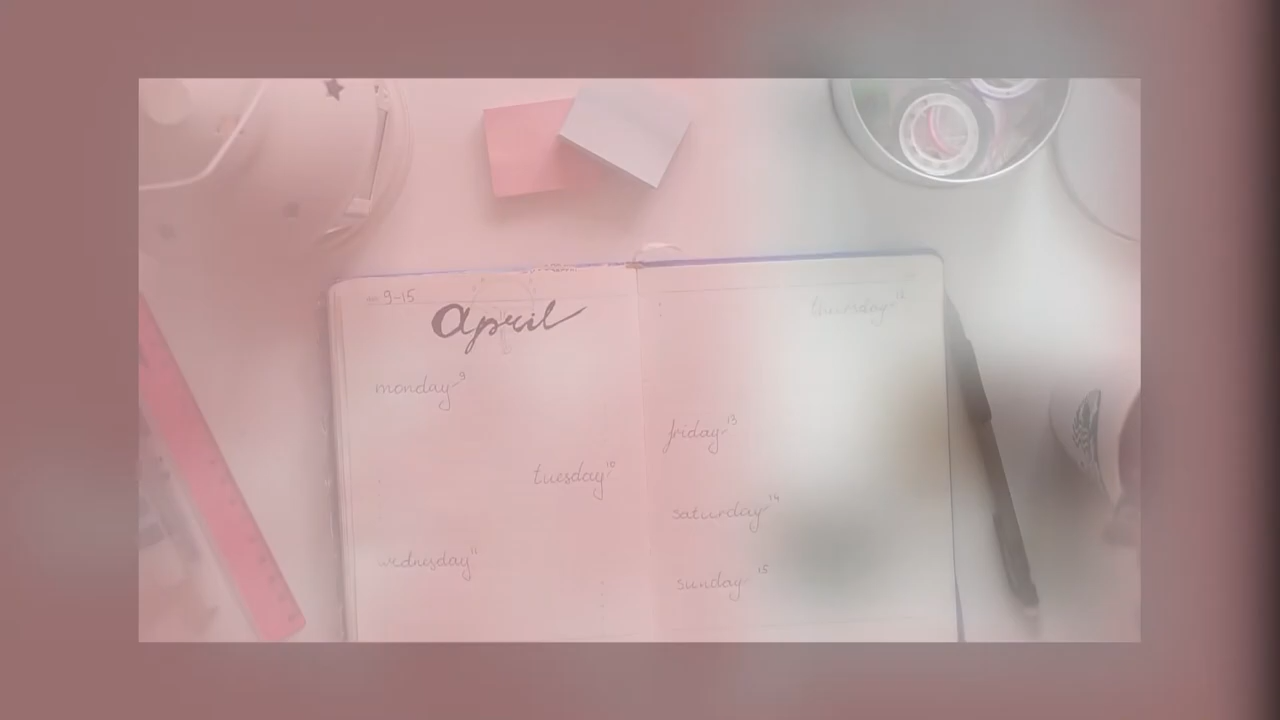 9-15
April
monday 9
tuesday 10
wednesday 11
thursday 12
friday 13
saturday 14
sunday 15